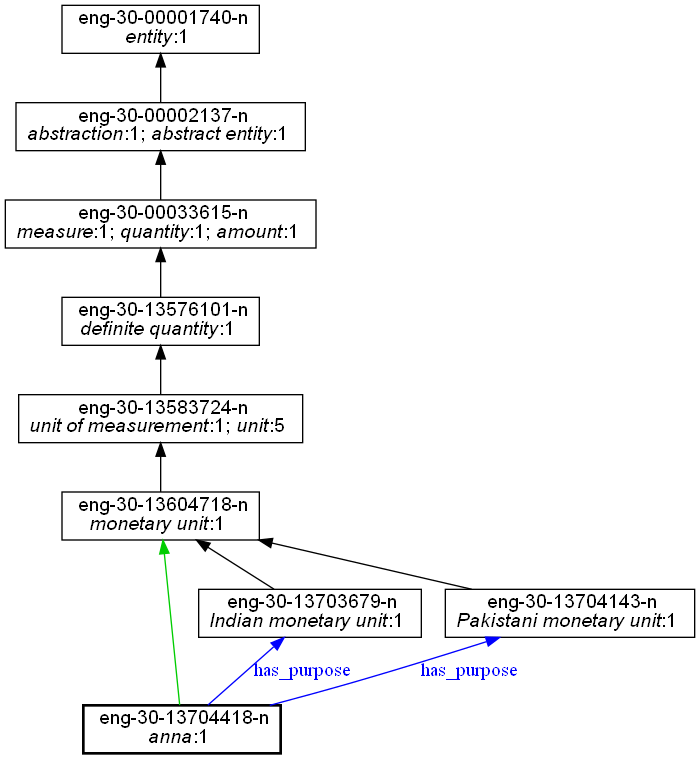 eng-30-00001740-n
entity:1
eng-30-00002137-n
abstraction:1; abstract entity:1
eng-30-00033615-n
measure:1; quantity:1; amount:1
eng-30-13576101-n
definite quantity:1
eng-30-13583724-n
unit of measurement:1; unit:5
eng-30-13604718-n
monetary unit:1
eng-30-13703679-n
Indian monetary unit:1
eng-30-13704143-n
Pakistani monetary unit:1
has_purpose
has_purpose
eng-30-13704418-n
anna:1